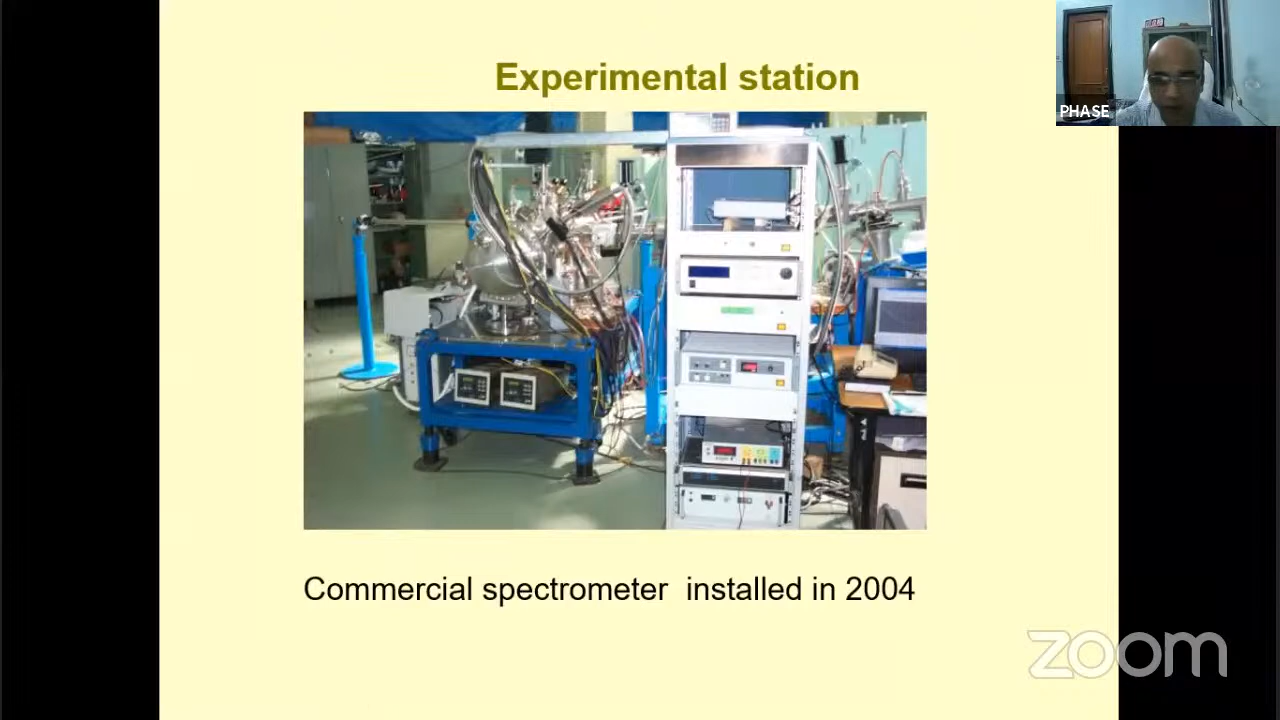 Experimental station
PHASE
Commercial spectrometer  installed in 2004
zoom